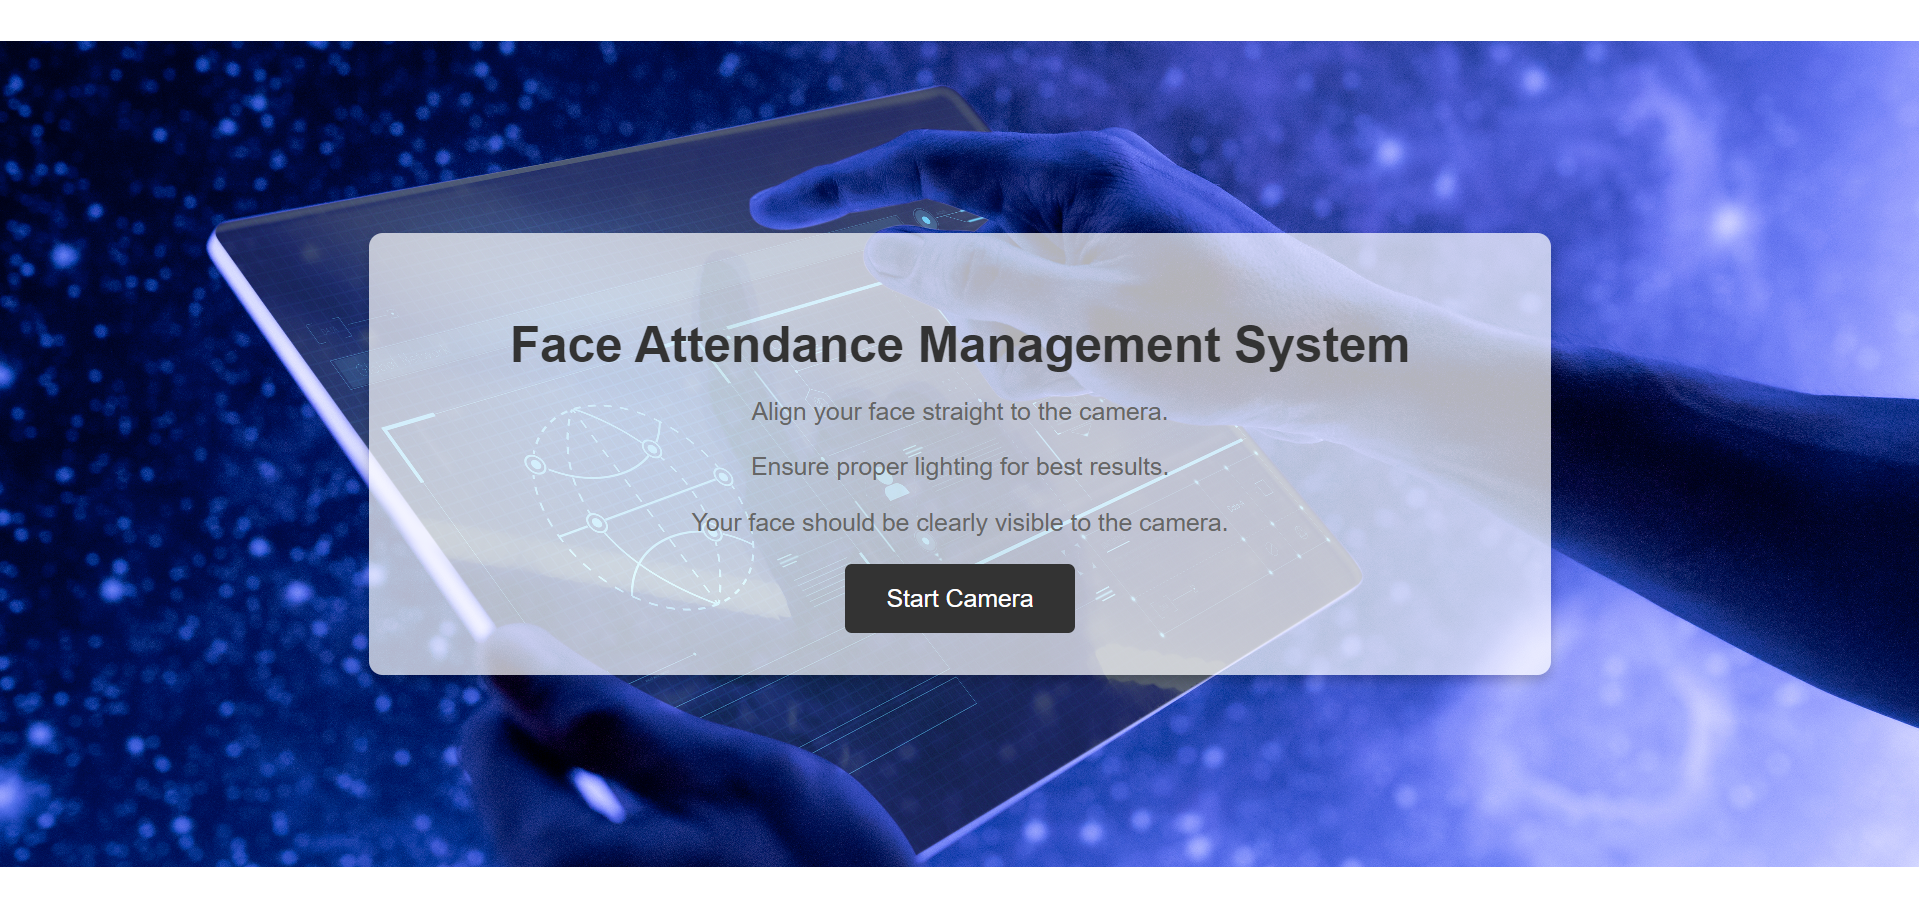 Face Attendance Management System
Align your face straight to the camera.
Ensure proper lighting for best results.
Your face should be clearly visible to the camera.
Start Camera